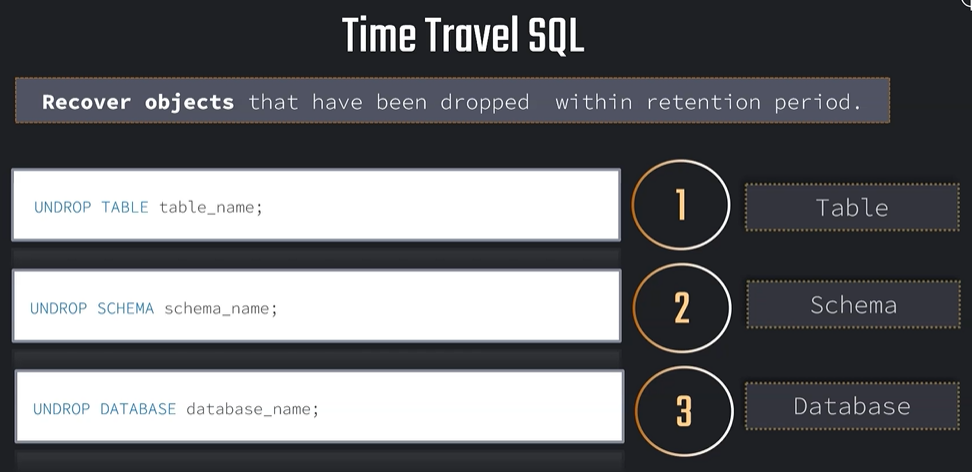 Time Travel SQL
Recover objects that have been dropped within retention period.
UNDROP TABLE table_name;
1
Table
UNDROP SCHEMA schema_name;
2
Schema
UNDROP DATABASE database_name;
3
Database